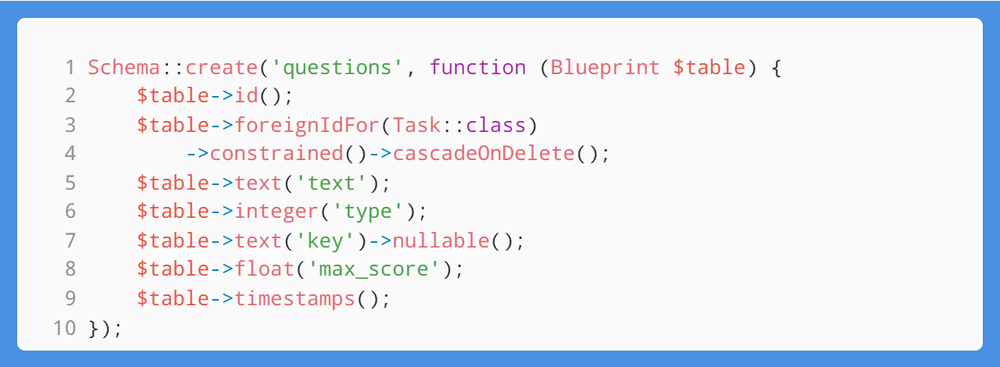 1 Schema::create('questions', function (Blueprint $table) {
2     $table->id();
3     $table->foreignIdFor(Task::class)
4         ->constrained()->cascadeOnDelete();
5     $table->text('text');
6     $table->integer('type');
7     $table->text('key')->nullable();
8     $table->float('max_score');
9     $table->timestamps();
10 });